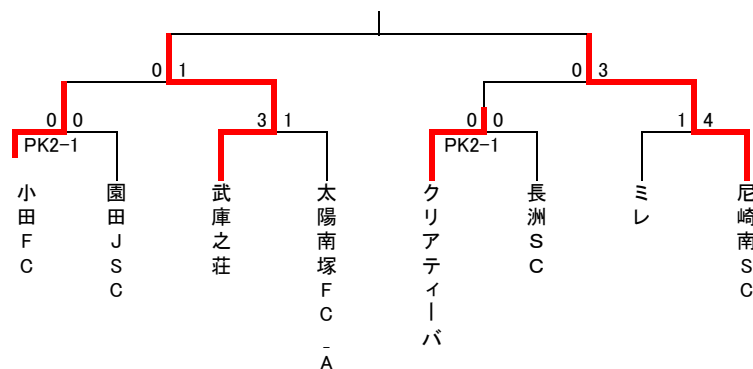 0 1
0 3
0 0
3 1
0 0
1 4
PK2-1
PK2-1
小田FC
園田JSC
武庫之荘
太陽南塚FC_A
クリアティーバ
長洲SC
ミレ
尼崎南SC